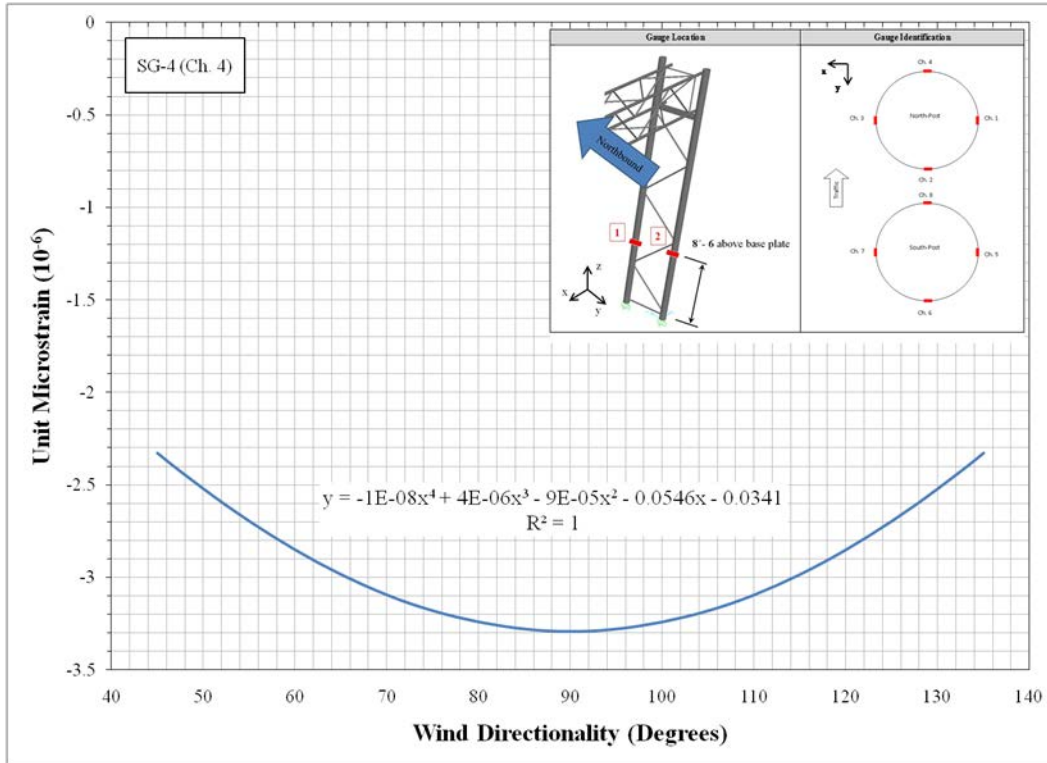 0
-0.5
-1
-1.5
-2
-2.5
-3
-3.5
Unit Microstrain (10⁻⁶)
SG-4 (Ch. 4)
Gauge Location
Gauge Identification
Northbound
1
2
8´- 6 above base plate
z
x
y
x
y
Ch. 4
Ch. 3
North-Post
Ch. 1
Ch. 2
Traffic
Ch. 8
Ch. 7
South-Post
Ch. 5
Ch. 6
y = -1E-08x⁴ + 4E-06x³ - 9E-05x² - 0.0546x - 0.0341
R² = 1
40 50 60 70 80 90 100 110 120 130 140
Wind Directionality (Degrees)